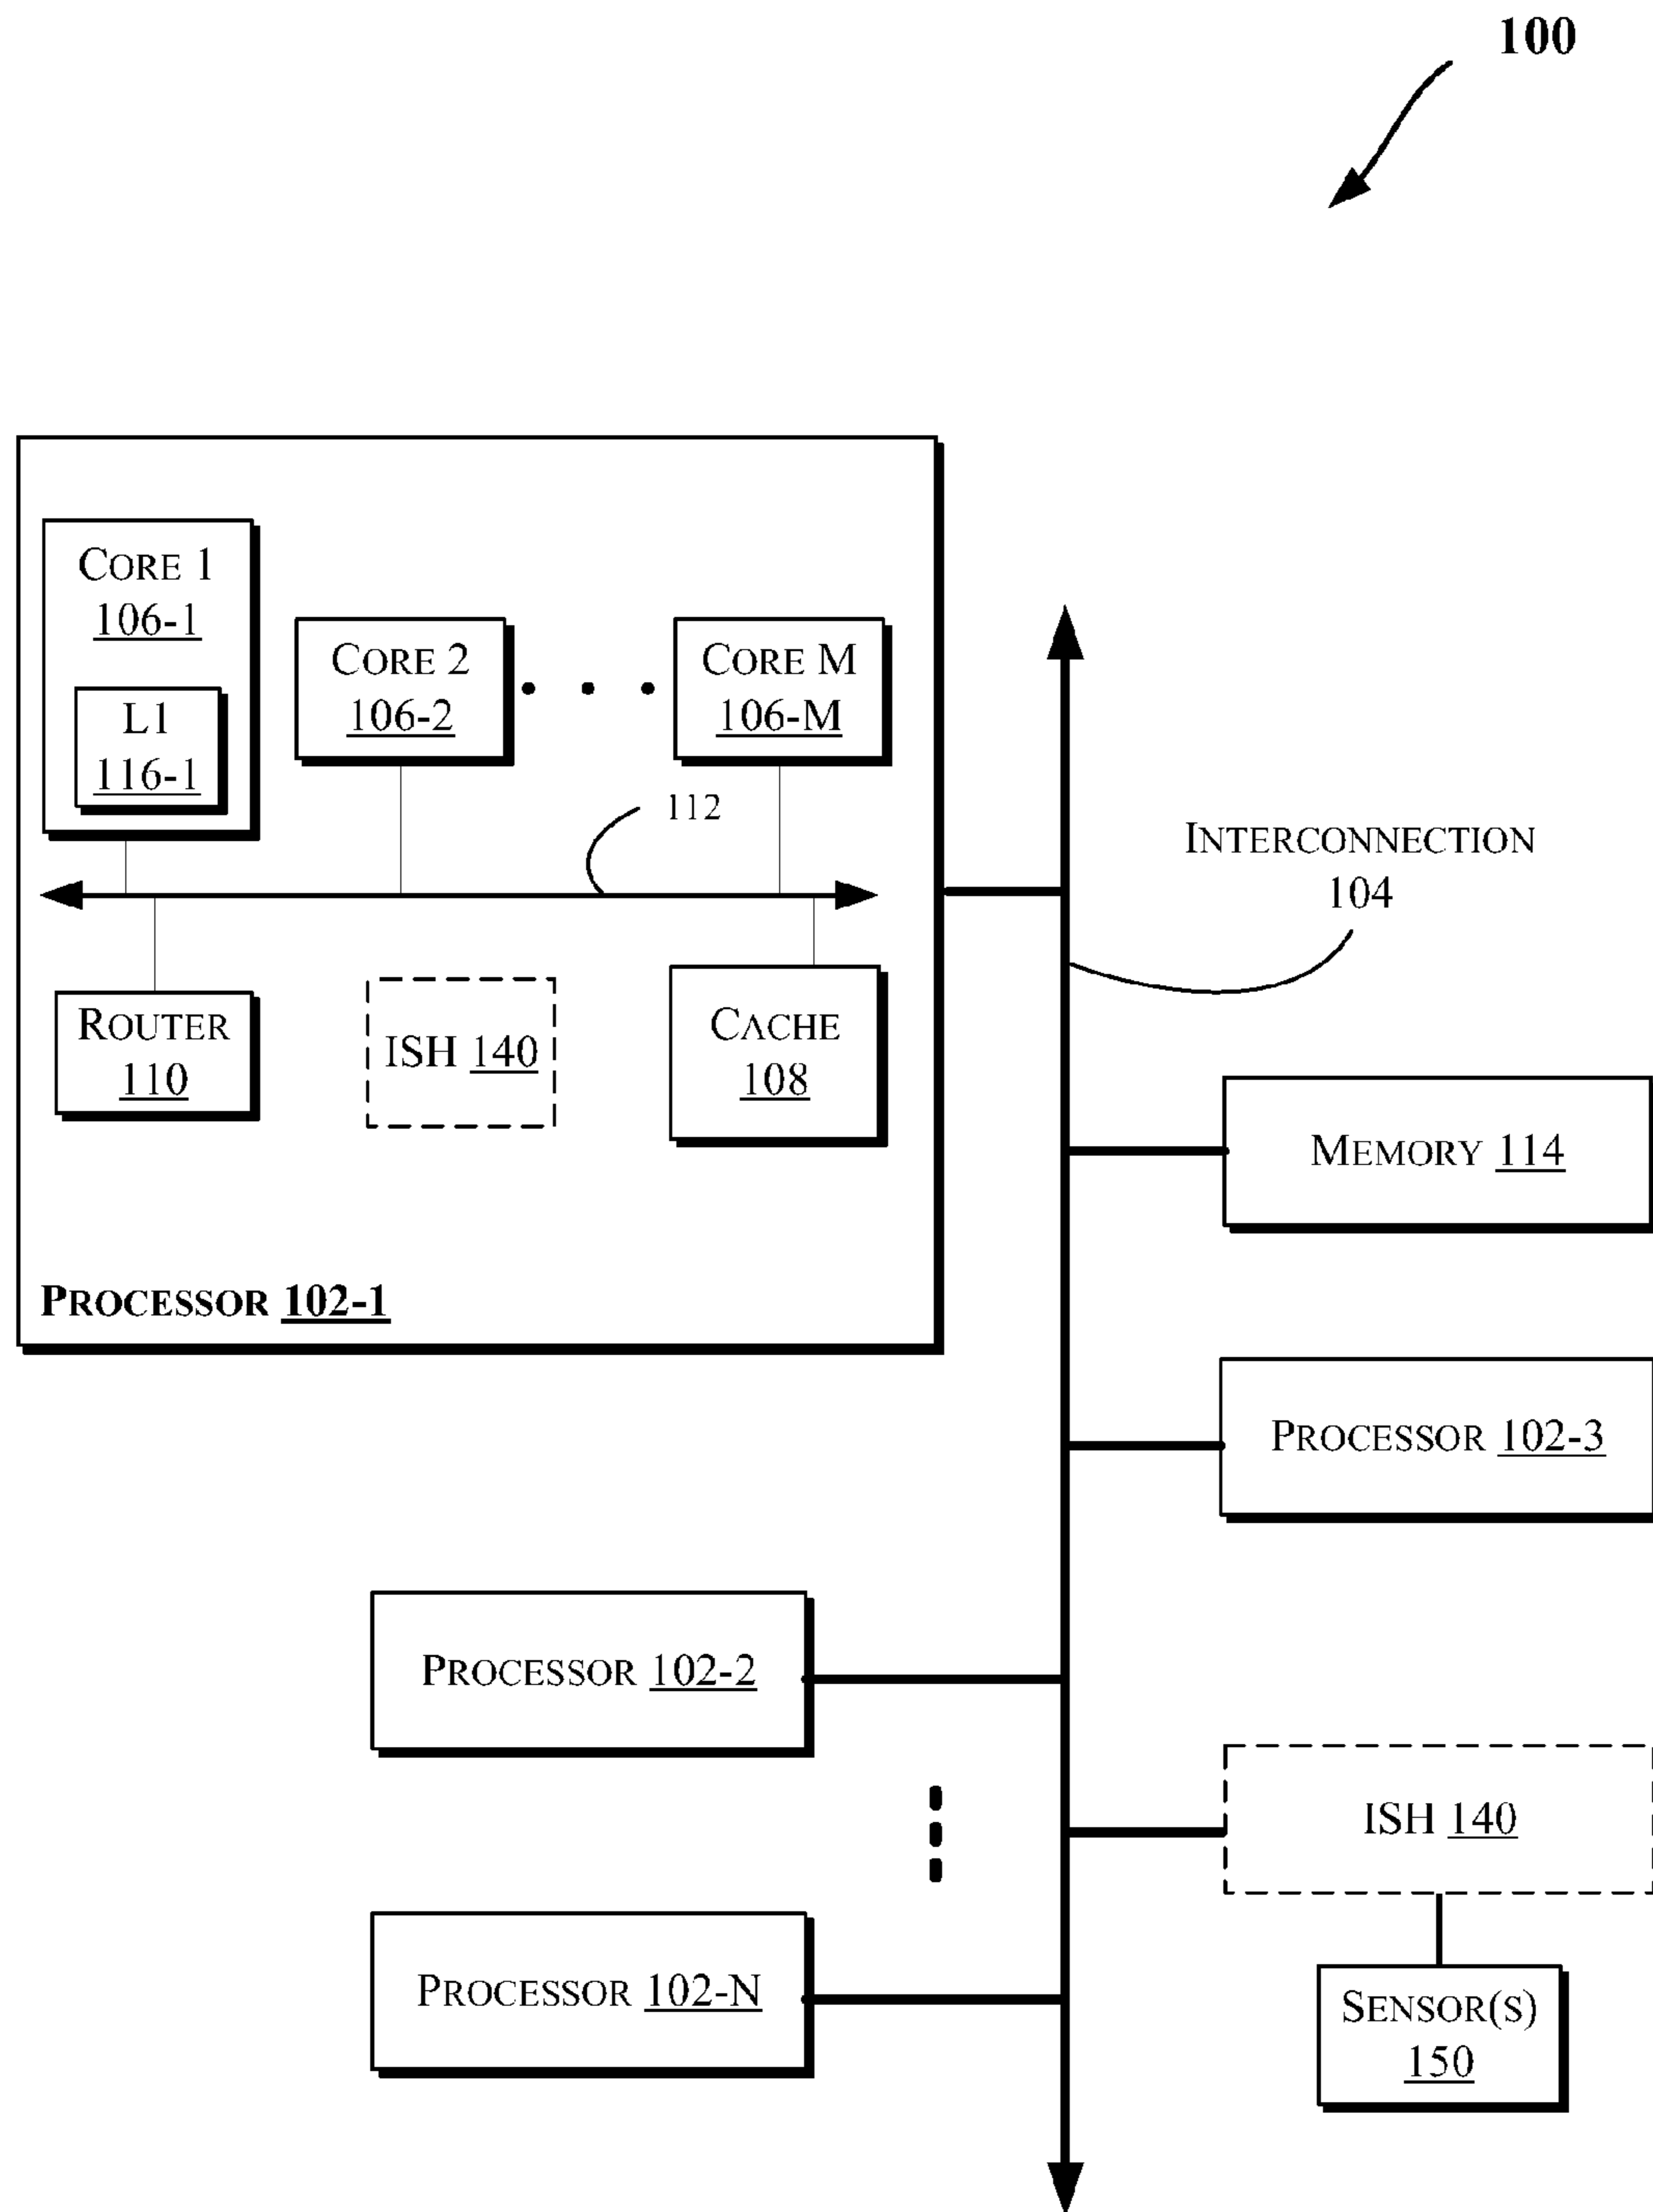 100
CORE 1
106-1
L1
116-1
CORE 2
106-2
CORE M
106-M
112
ROUTER
110
ISH 140
CACHE
108
PROCESSOR 102-1
INTERCONNECTION
104
MEMORY 114
PROCESSOR 102-3
PROCESSOR 102-2
PROCESSOR 102-N
ISH 140
SENSOR(S)
150